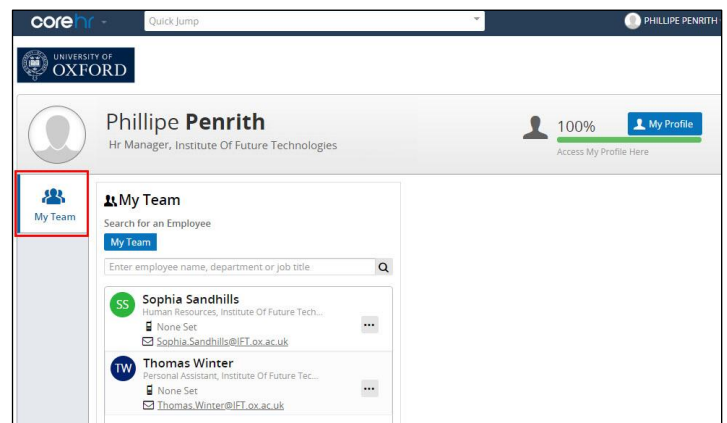 corehr
Quick Jump
PHILLIPE PENRITH
UNIVERSITY OF
OXFORD
Phillipe Penrith
Hr Manager, Institute Of Future Technologies
100%
My Profile
Access My Profile Here
My Team
My Team
Search for an Employee
My Team
Enter employee name, department or job title
SS
Sophia Sandhills
Human Resources, Institute Of Future Tech...
None Set
Sophia.Sandhills@IFT.ox.ac.uk
TW
Thomas Winter
Personal Assistant, Institute Of Future Tec...
None Set
Thomas.Winter@IFT.ox.ac.uk